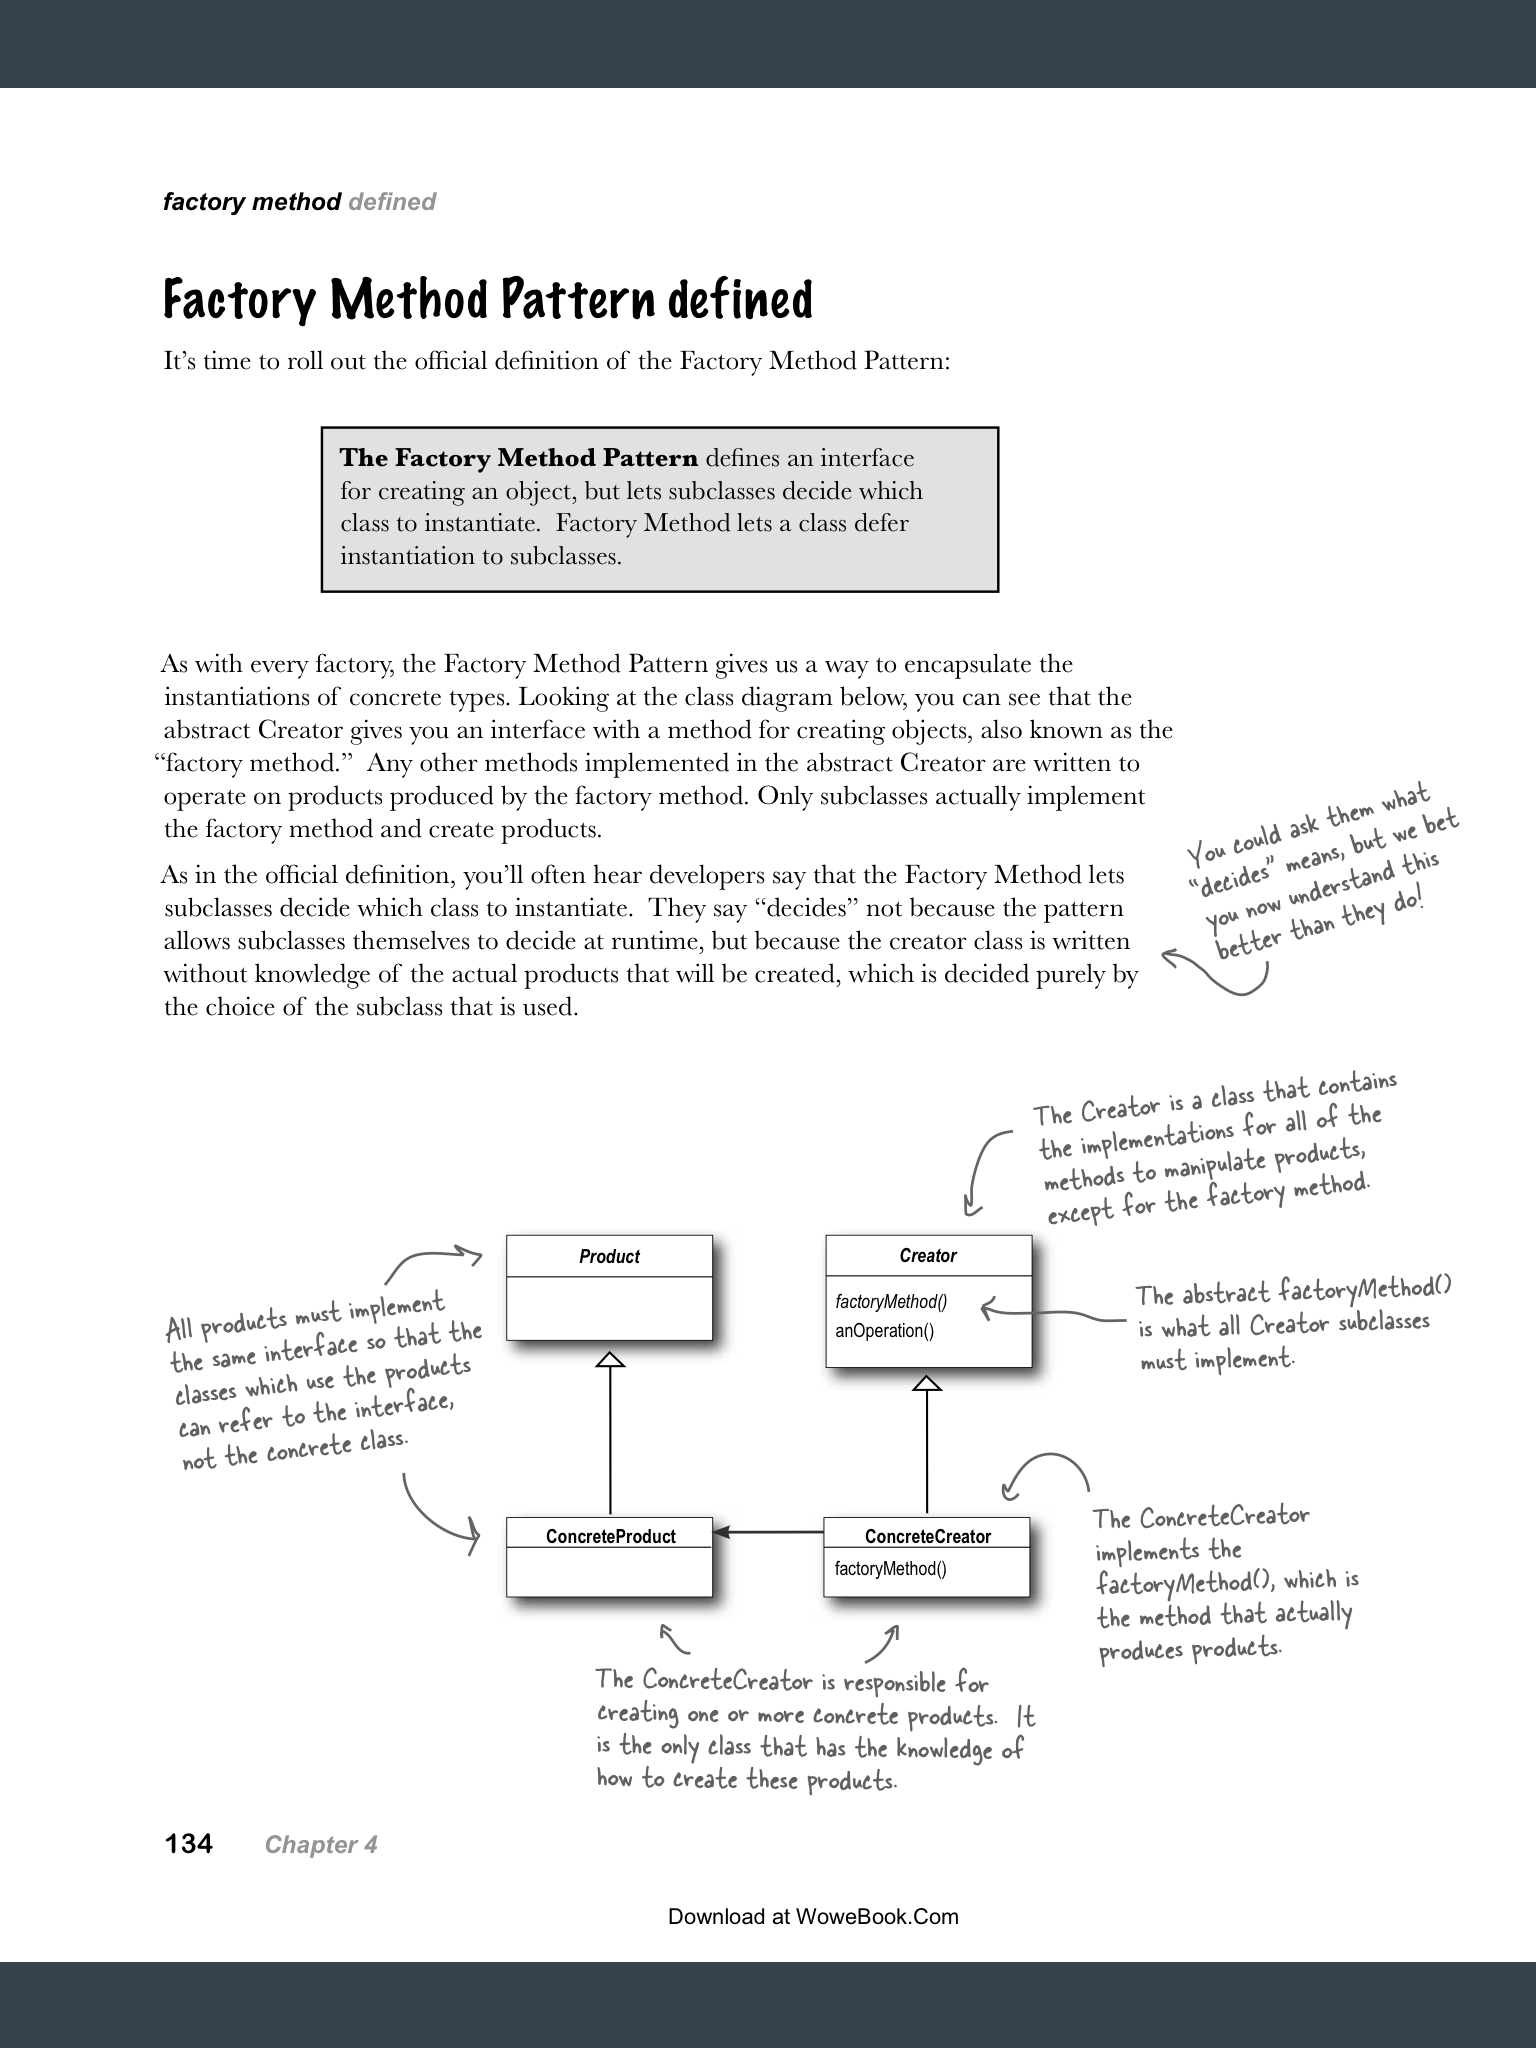 factory method defined
Factory Method Pattern defined
It’s time to roll out the official definition of the Factory Method Pattern:
The Factory Method Pattern defines an interface
for creating an object, but lets subclasses decide which
class to instantiate.  Factory Method lets a class defer
instantiation to subclasses.
As with every factory, the Factory Method Pattern gives us a way to encapsulate the
instantiations of concrete types. Looking at the class diagram below, you can see that the
abstract Creator gives you an interface with a method for creating objects, also known as the
“factory method.”  Any other methods implemented in the abstract Creator are written to
operate on products produced by the factory method. Only subclasses actually implement
the factory method and create products.
As in the official definition, you’ll often hear developers say that the Factory Method lets
subclasses decide which class to instantiate.  They say “decides” not because the pattern
allows subclasses themselves to decide at runtime, but because the creator class is written
without knowledge of the actual products that will be created, which is decided purely by
the choice of the subclass that is used.
You could ask them what
“decides” means, but we bet
you now understand this
better than they do!
The Creator is a class that contains
the implementations for all of the
methods to manipulate products,
except for the factory method.
Product
Creator
factoryMethod()
anOperation()
The abstract factoryMethod()
is what all Creator subclasses
must implement.
All products must implement
the same interface so that the
classes which use the products
can refer to the interface,
not the concrete class.
ConcreteProduct
ConcreteCreator
factoryMethod()
The ConcreteCreator
implements the
factoryMethod(), which is
the method that actually
produces products.
The ConcreteCreator is responsible for
creating one or more concrete products.  It
is the only class that has the knowledge of
how to create these products.
134 Chapter 4
Download at WoweBook.Com